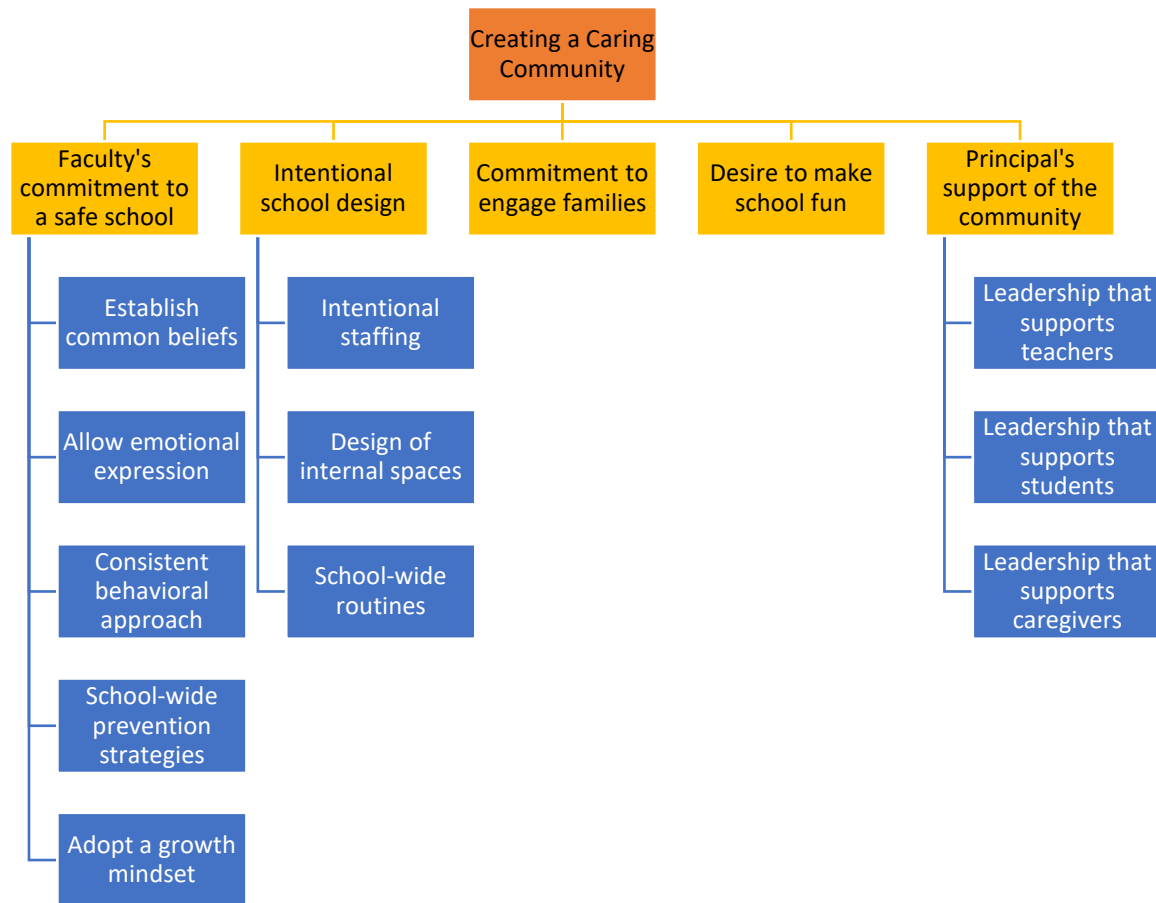 Creating a Caring
Community
Faculty's
commitment to
a safe school
Intentional
school design
Commitment to
engage families
Desire to make
school fun
Principal's
support of the
community
Establish
common beliefs
Allow emotional
expression
Consistent
behavioral
approach
School-wide
prevention
strategies
Adopt a growth
mindset
Intentional
staffing
Design of
internal spaces
School-wide
routines
Leadership that
supports
teachers
Leadership that
supports
students
Leadership that
supports
caregivers